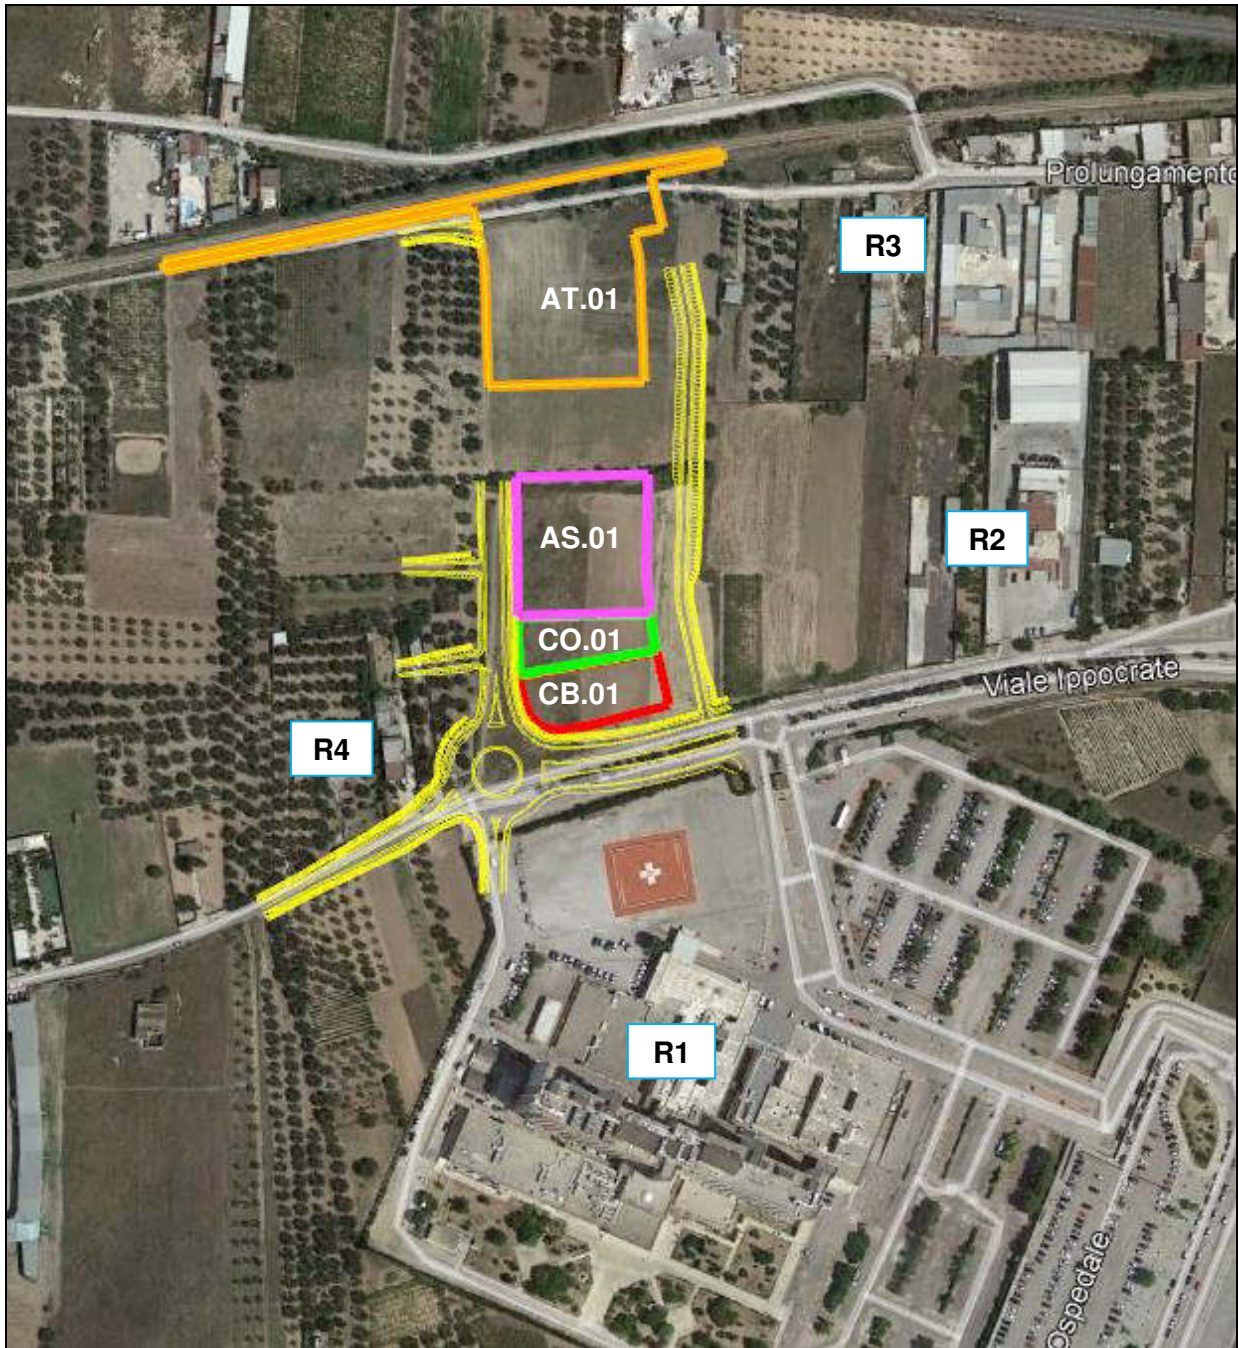 Prolungamento
R3
AT.01
AS.01
R2
CO.01
Viale Ippocrate
CB.01
R4
R1
Ospedale